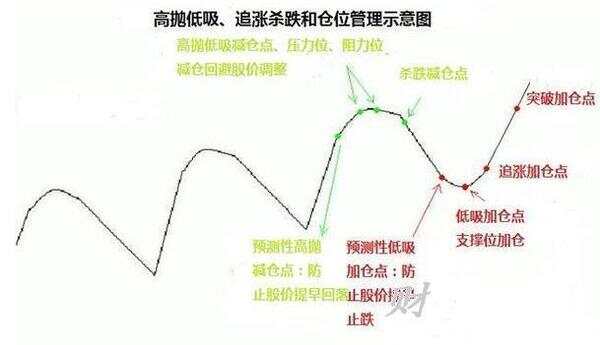 高抛低吸、追涨杀跌和仓位管理示意图
高抛低吸减仓点、压力位、阻力位
减仓回避股价调整
杀跌减仓点
突破加仓点
追涨加仓点
低吸加仓点
支撑位加仓
预测性高抛
减仓点：防
止股价提早回落
预测性低吸
加仓点：防
止股价提早
止跌
财